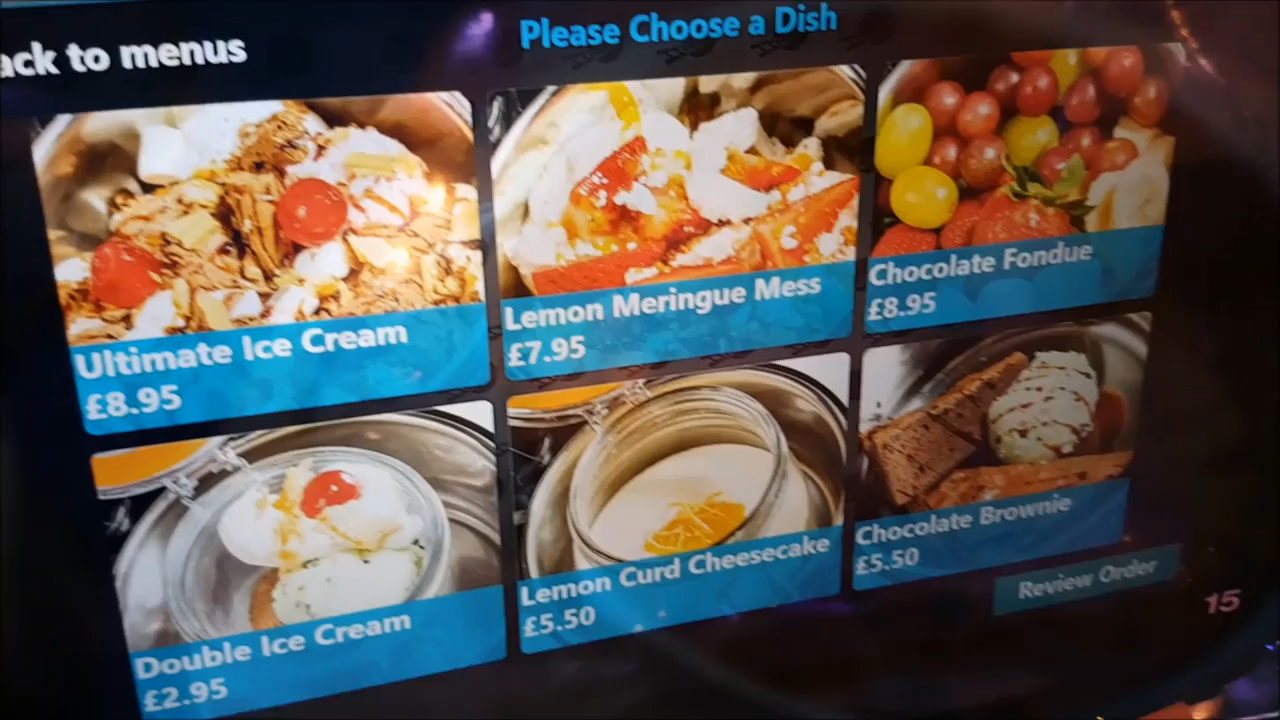 ack to menus
Please Choose a Dish
Ultimate Ice Cream
£8.95
Lemon Meringue Mess
£7.95
Chocolate Fondue
£8.95
Double Ice Cream
£2.95
Lemon Curd Cheesecake
£5.50
Chocolate Brownie
£5.50
Review Order
15